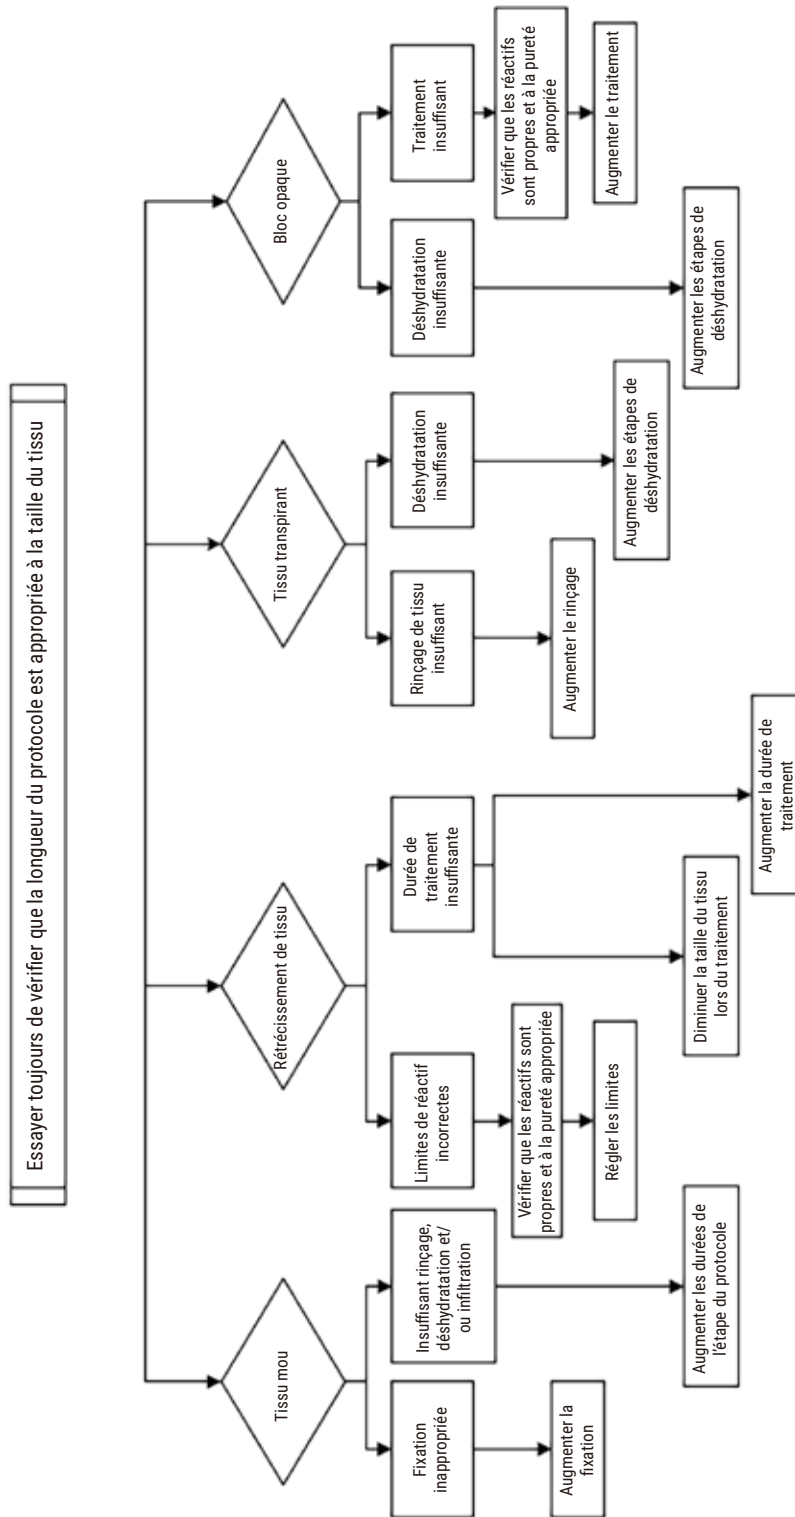 Essayer toujours de vérifier que la longueur du protocole est appropriée à la taille du tissu
Tissu mou
Fixation
inappropriée
Augmenter la
fixation
Insuffisant rinçage,
déshydratation et/
ou infiltration
Augmenter les durées de
l'étape du protocole
Rétrécissement de tissu
Limites de réactif
incorrectes
Vérifier que les réactifs sont
propres et à la pureté appropriée
Régler les limites
Durée de
traitement
insuffisante
Diminuer la taille du tissu
lors du traitement
Augmenter la durée de
traitement
Tissu transpirant
Rinçage de tissu
insuffisant
Augmenter le rinçage
Déshydratation
insuffisante
Augmenter les étapes de
déshydratation
Bloc opaque
Déshydratation
insuffisante
Augmenter les étapes de
déshydratation
Traitement
insuffisant
Vérifier que les réactifs
sont propres et à la pureté
appropriée
Augmenter le traitement